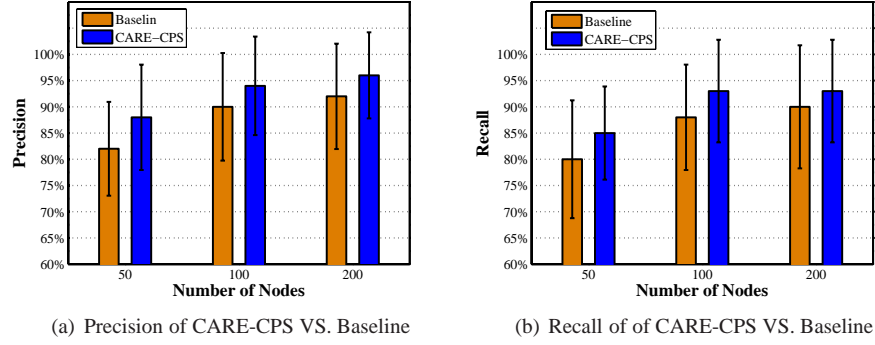 Baselin
CARE−CPS
100%
95%
90%
85%
80%
75%
70%
65%
60%
Precision
50
100
200
Number of Nodes
(a) Precision of CARE-CPS VS. Baseline
Baseline
CARE−CPS
100%
95%
90%
85%
80%
75%
70%
65%
60%
Recall
50
100
200
Number of Nodes
(b) Recall of of CARE-CPS VS. Baseline